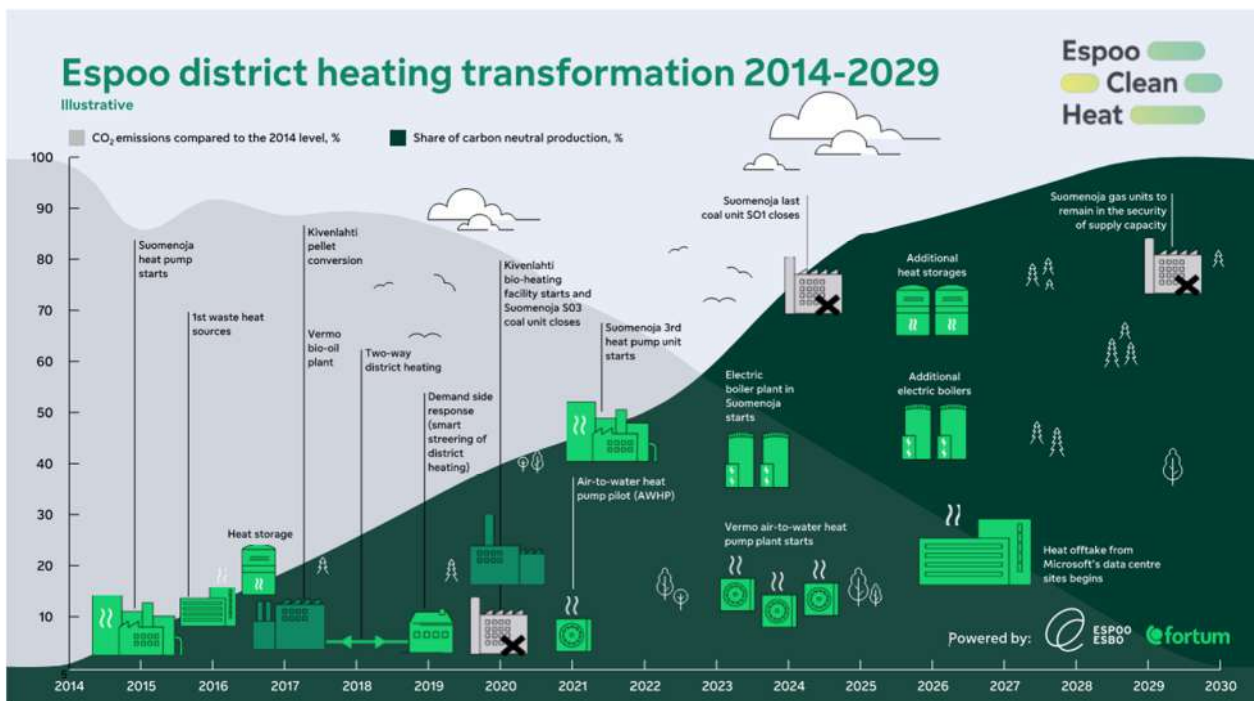 Espoo district heating transformation 2014-2029
Illustrative
Espoo
Clean
Heat
CO₂ emissions compared to the 2014 level, %
Share of carbon neutral production, %
100
90
80
70
60
50
40
30
20
10
5
Suomenoja
heat pump
starts
1st waste heat
sources
Heat storage
Kivenlahti
pellet
conversion
Vermo
bio-oil
plant
Two-way
district heating
Demand side
response
(smart
streering of
district
heating)
Kivenlahti
bio-heating
facility starts and
Suomenoja S03
coal unit closes
Suomenoja 3rd
heat pump unit
starts
Air-to-water heat
pump pilot (AWHP)
Suomenoja last
coal unit SO1 closes
Electric
boiler plant in
Suomenoja
starts
Vermo air-to-water heat
pump plant starts
Additional
heat storages
Additional
electric boilers
Suomenoja gas units to
remain in the security
of supply capacity
Heat offtake from
Microsoft's data centre
sites begins
Powered by:
ESPOO
ESBO
fortum
2014
2015
2016
2017
2018
2019
2020
2021
2022
2023
2024
2025
2026
2027
2028
2029
2030